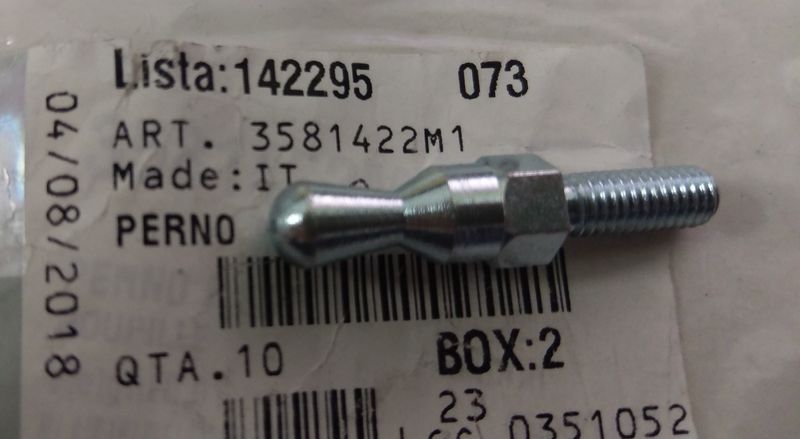 Lista:142295 073
ART. 3581422M1
Made:IT
PERNO
QTA.10 BOX:2
23
0351052
04/08/2018